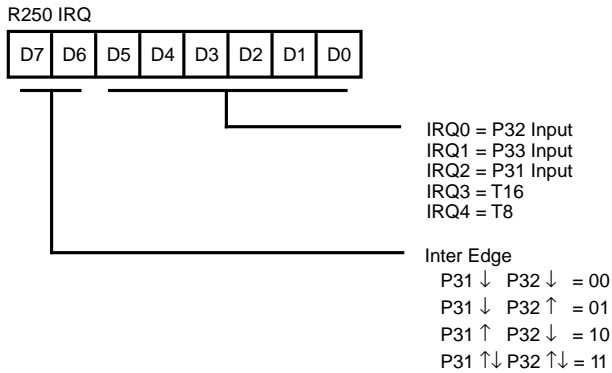 R250 IRQ
D7 D6 D5 D4 D3 D2 D1 D0
IRQ0 = P32 Input
IRQ1 = P33 Input
IRQ2 = P31 Input
IRQ3 = T16
IRQ4 = T8
Inter Edge
P31 ↓ P32 ↓ = 00
P31 ↓ P32 ↑ = 01
P31 ↑ P32 ↓ = 10
P31 ↑↓ P32 ↑↓ = 11